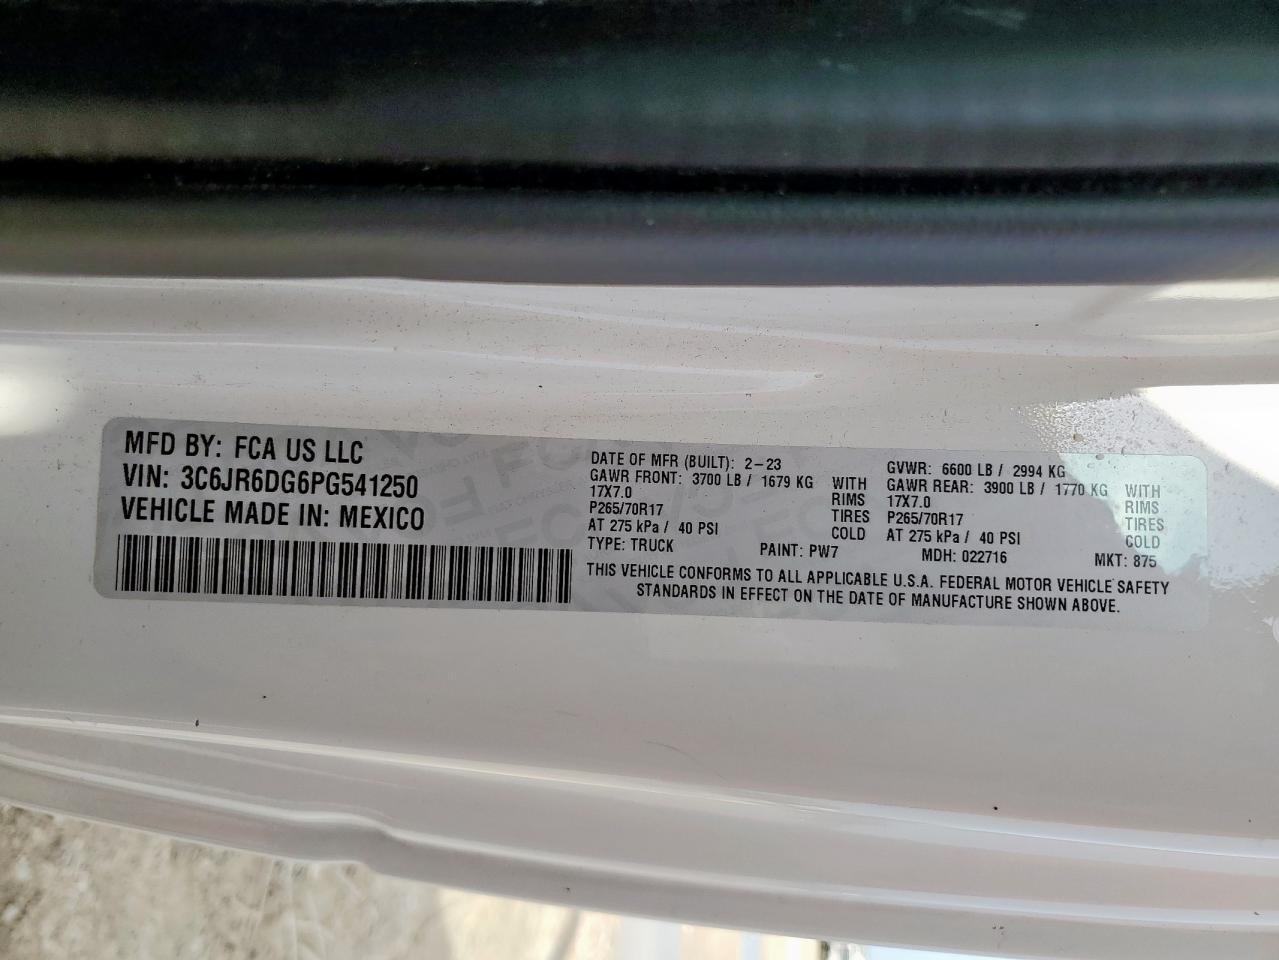 MFD BY: FCA US LLC
VIN: 3C6JR6DG6PG541250
VEHICLE MADE IN: MEXICO
DATE OF MFR (BUILT): 2-23
GAWR FRONT: 3700 LB / 1679 KG WITH
17X7.0 RIMS
P265/70R17 TIRES
AT 275 kPa / 40 PSI COLD
GVWR: 6600 LB / 2994 KG
GAWR REAR: 3900 LB / 1770 KG WITH
17X7.0 RIMS
P265/70R17 TIRES
AT 275 kPa / 40 PSI COLD
TYPE: TRUCK PAINT: PW7 MDH: 022716 MKT: 875
THIS VEHICLE CONFORMS TO ALL APPLICABLE U.S.A. FEDERAL MOTOR VEHICLE SAFETY
STANDARDS IN EFFECT ON THE DATE OF MANUFACTURE SHOWN ABOVE.